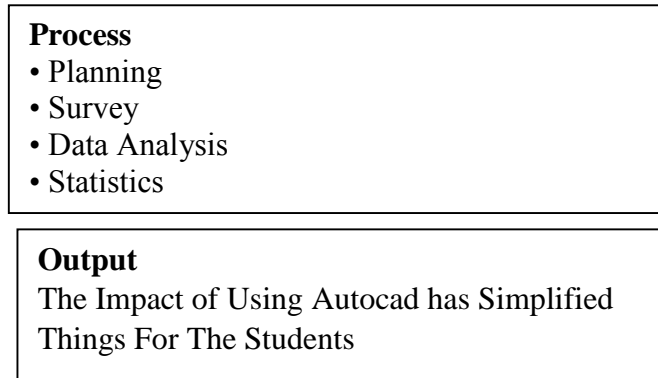 Process
• Planning
• Survey
• Data Analysis
• Statistics
Output
The Impact of Using Autocad has Simplified
Things For The Students